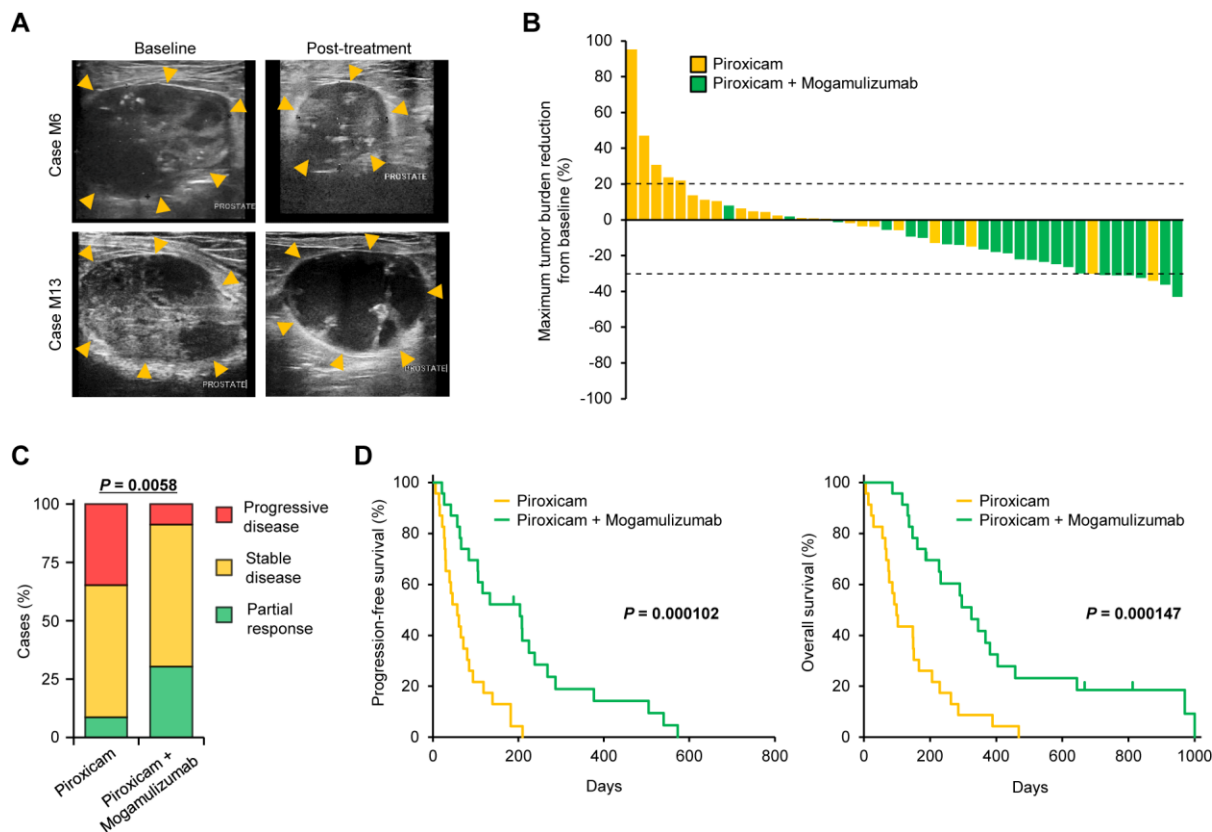 A
Baseline
Post-treatment
Case M6
PROSTATE
PROSTATE
Case M13
PROSTATE
PROSTATE
B
Maximum tumor burden reduction
from baseline (%)
100
80
60
40
20
0
-20
-40
-60
-80
-100
Piroxicam
Piroxicam + Mogamulizumab
C
P = 0.0058
Cases (%)
100
75
50
25
0
Piroxicam
Piroxicam +
Mogamulizumab
Progressive
disease
Stable
disease
Partial
response
D
Progression-free survival (%)
100
80
60
40
20
0
0 200 400 600 800
Days
Piroxicam
Piroxicam + Mogamulizumab
P = 0.000102
Overall survival (%)
100
80
60
40
20
0
0 200 400 600 800 1000
Days
Piroxicam
Piroxicam + Mogamulizumab
P = 0.000147